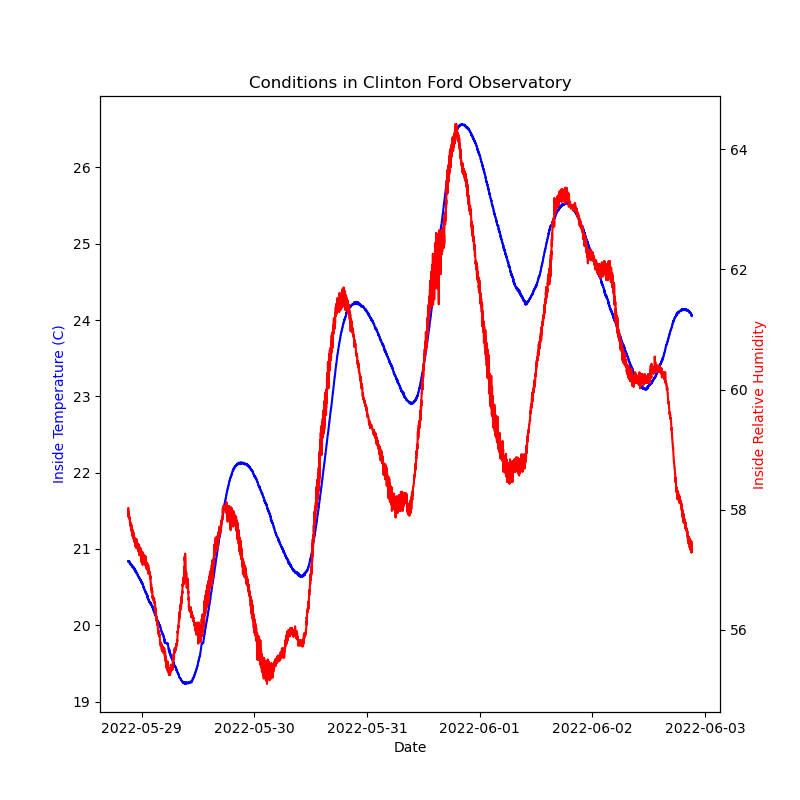 Conditions in Clinton Ford Observatory
Inside Temperature (C)
26
25
24
23
22
21
20
19
64
62
60
58
56
Inside Relative Humidity
2022-05-29 2022-05-30 2022-05-31 2022-06-01 2022-06-02 2022-06-03
Date